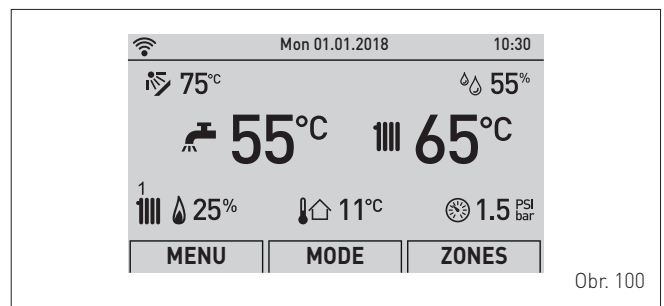 Mon 01.01.2018 10:30
75°C 55%
55°C 65°C
1
25% 11°C 1.5 PSI bar
MENU MODE ZONES
Obr. 100